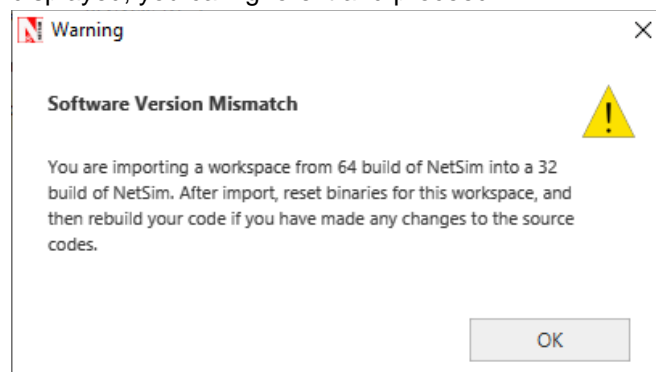 Warning
Software Version Mismatch
You are importing a workspace from 64 build of NetSim into a 32
build of NetSim. After import, reset binaries for this workspace, and
then rebuild your code if you have made any changes to the source
codes.
OK